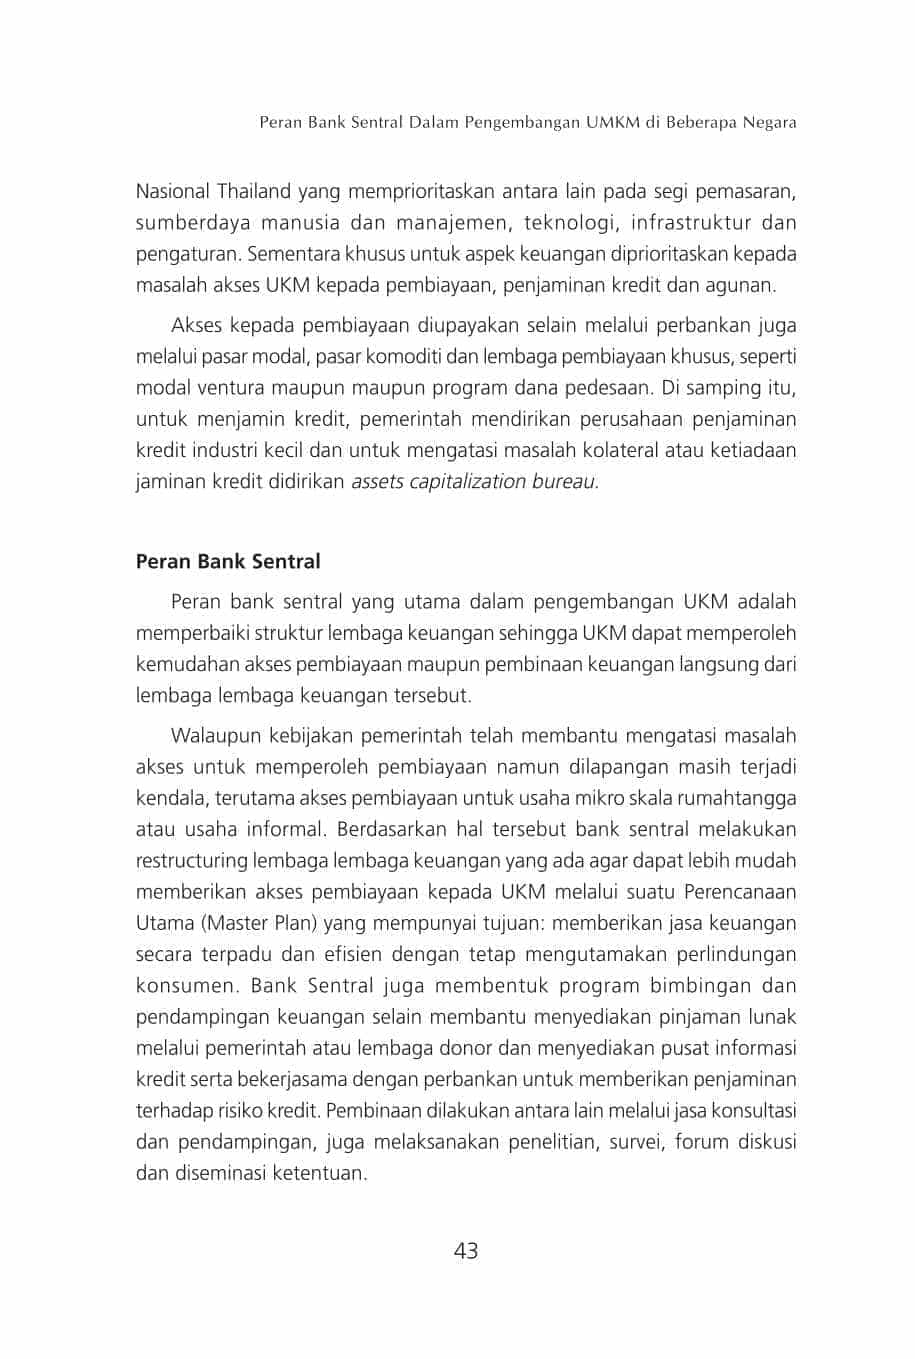 Peran Bank Sentral Dalam Pengembangan UMKM di Beberapa Negara
Nasional Thailand yang memprioritaskan antara lain pada segi pemasaran,
sumberdaya manusia dan manajemen, teknologi, infrastruktur dan
pengaturan. Sementara khusus untuk aspek keuangan diprioritaskan kepada
masalah akses UKM kepada pembiayaan, penjaminan kredit dan agunan.
Akses kepada pembiayaan diupayakan selain melalui perbankan juga
melalui pasar modal, pasar komoditi dan lembaga pembiayaan khusus, seperti
modal ventura maupun maupun program dana pedesaan. Di samping itu,
untuk menjamin kredit, pemerintah mendirikan perusahaan penjaminan
kredit industri kecil dan untuk mengatasi masalah kolateral atau ketiadaan
jaminan kredit didirikan assets capitalization bureau.
Peran Bank Sentral
Peran bank sentral yang utama dalam pengembangan UKM adalah
memperbaiki struktur lembaga keuangan sehingga UKM dapat memperoleh
kemudahan akses pembiayaan maupun pembinaan keuangan langsung dari
lembaga lembaga keuangan tersebut.
Walaupun kebijakan pemerintah telah membantu mengatasi masalah
akses untuk memperoleh pembiayaan namun dilapangan masih terjadi
kendala, terutama akses pembiayaan untuk usaha mikro skala rumahtangga
atau usaha informal. Berdasarkan hal tersebut bank sentral melakukan
restructuring lembaga lembaga keuangan yang ada agar dapat lebih mudah
memberikan akses pembiayaan kepada UKM melalui suatu Perencanaan
Utama (Master Plan) yang mempunyai tujuan: memberikan jasa keuangan
secara terpadu dan efisien dengan tetap mengutamakan perlindungan
konsumen. Bank Sentral juga membentuk program bimbingan dan
pendampingan keuangan selain membantu menyediakan pinjaman lunak
melalui pemerintah atau lembaga donor dan menyediakan pusat informasi
kredit serta bekerjasama dengan perbankan untuk memberikan penjaminan
terhadap risiko kredit. Pembinaan dilakukan antara lain melalui jasa konsultasi
dan pendampingan, juga melaksanakan penelitian, survei, forum diskusi
dan diseminasi ketentuan.
43